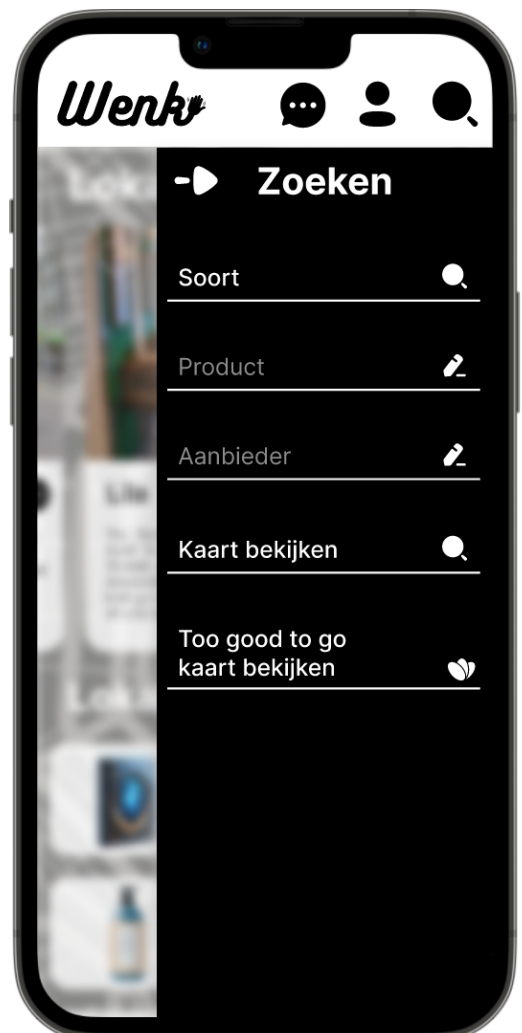 Wenk
Zoeken
Soort
Product
Aanbieder
Kaart bekijken
Too good to go
kaart bekijken